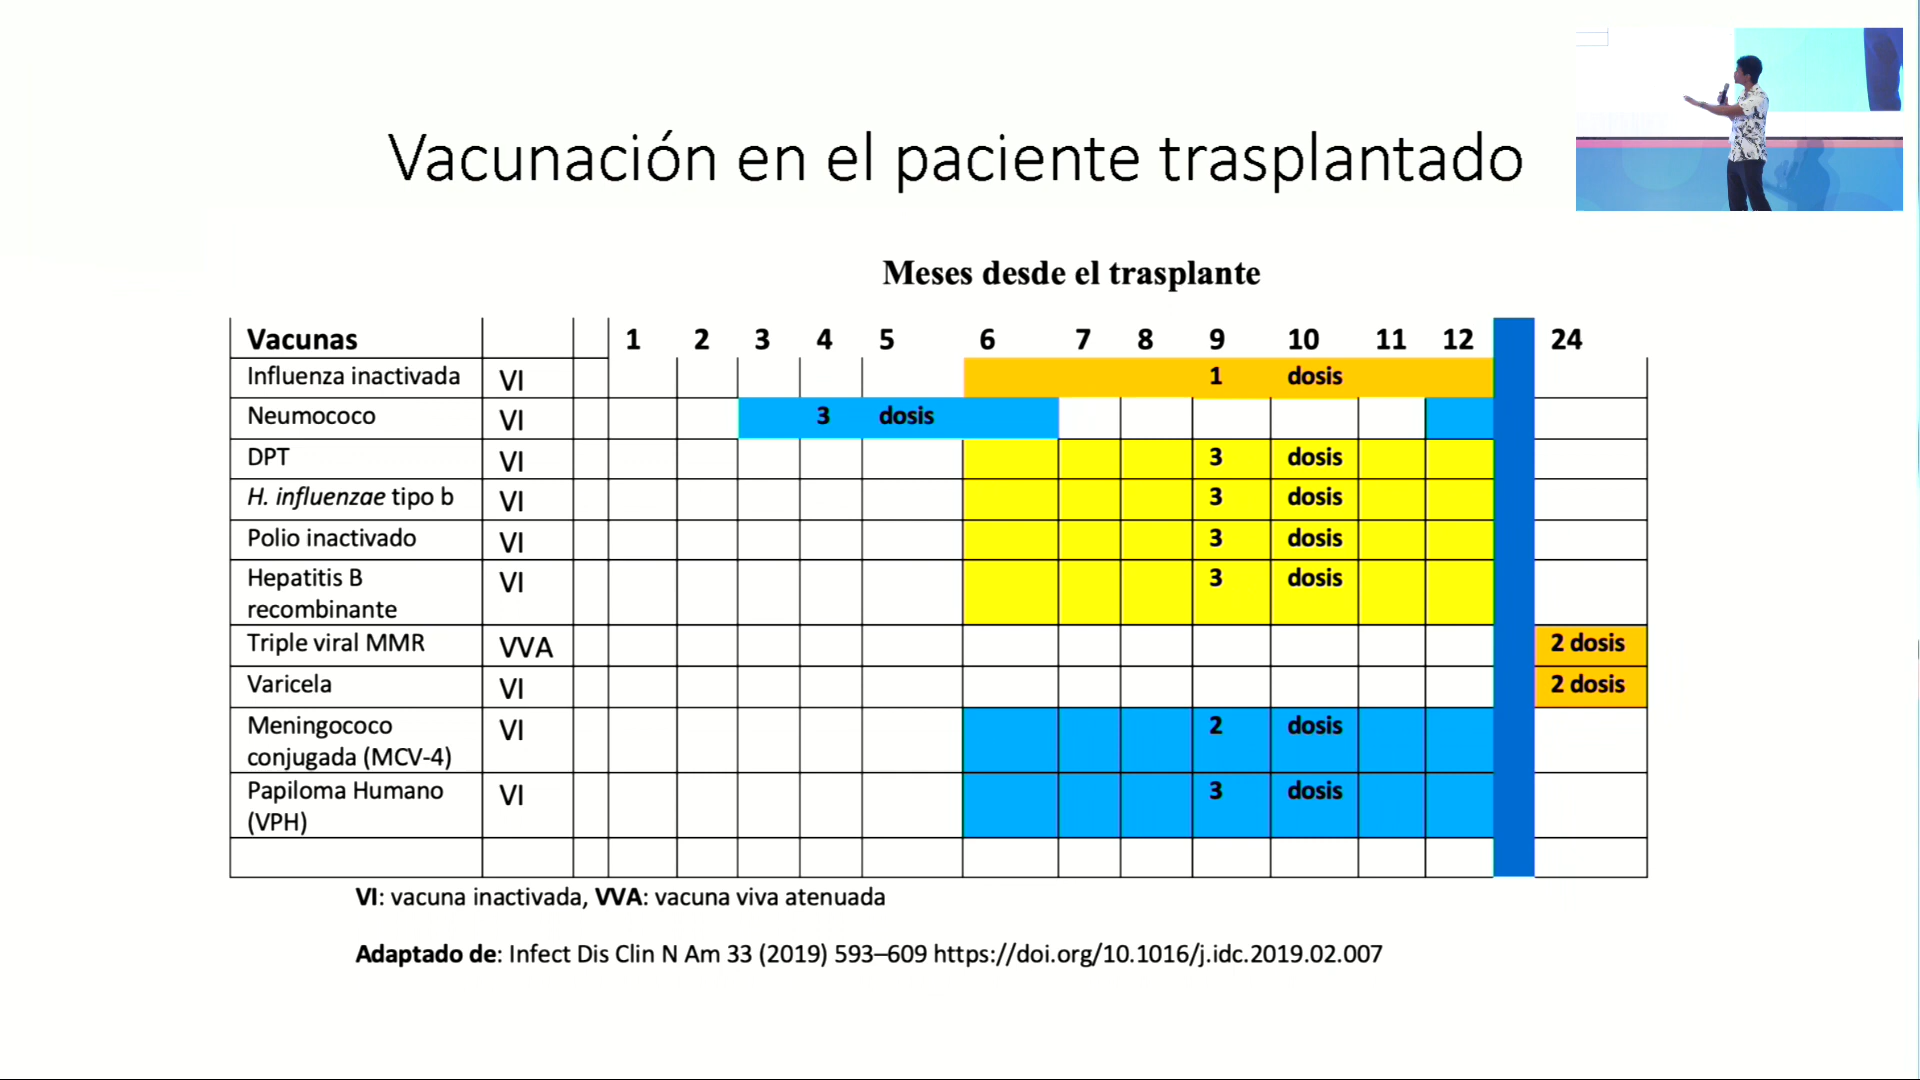 Vacunación en el paciente trasplantado
Meses desde el trasplante
Vacunas 1 2 3 4 5 6 7 8 9 10 11 12 24
Influenza inactivada VI 1 dosis
Neumococo VI 3 dosis
DPT VI 3 dosis
H. influenzae tipo b VI 3 dosis
Polio inactivado VI 3 dosis
Hepatitis B VI 3 dosis
recombinante
Triple viral MMR VVA 2 dosis
Varicela VI 2 dosis
Meningococo VI 2 dosis
conjugada (MCV-4)
Papiloma Humano VI 3 dosis
(VPH)
VI: vacuna inactivada, VVA: vacuna viva atenuada
Adaptado de: Infect Dis Clin N Am 33 (2019) 593–609 https://doi.org/10.1016/j.idc.2019.02.007